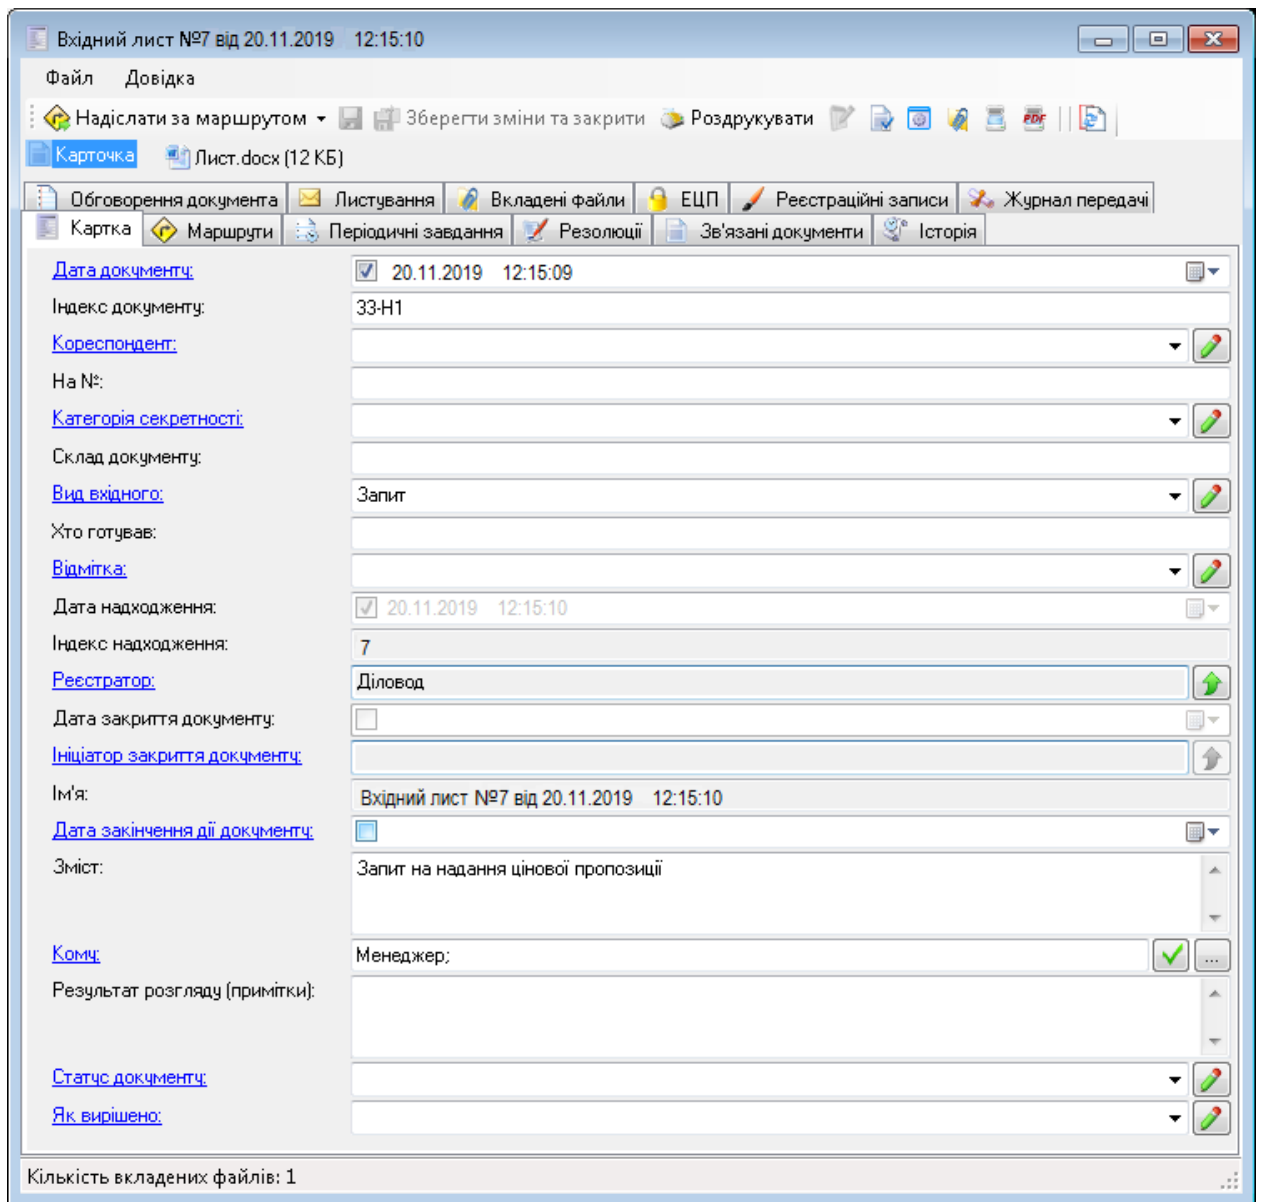 Вхідний лист №7 від 20.11.2019 12:15:10
Файл Довідка
Надіслати за маршрутом Зберегти зміни та закрити Роздрукувати PDF
Карточка Лист.docx (12 КБ)
Обговорення документа Листування Вкладені файли ЕЦП Реєстраційні записи Журнал передачі
Картка Маршрути Періодичні завдання Резолюції Зв'язані документи Історія
Дата документу: 20.11.2019 12:15:09
Індекс документу: 33-Н1
Кореспондент:
На №:
Категорія секретності:
Склад документу:
Вид вхідного: Запит
Хто готував:
Відмітка:
Дата надходження: 20.11.2019 12:15:10
Індекс надходження: 7
Реєстратор: Діловод
Дата закриття документу:
Ініціатор закриття документу:
Ім'я: Вхідний лист №7 від 20.11.2019 12:15:10
Дата закінчення дії документу:
Зміст: Запит на надання цінової пропозиції
Кому: Менеджер; ...
Результат розгляду (примітки):
Статус документу:
Як вирішено:
Кількість вкладених файлів: 1